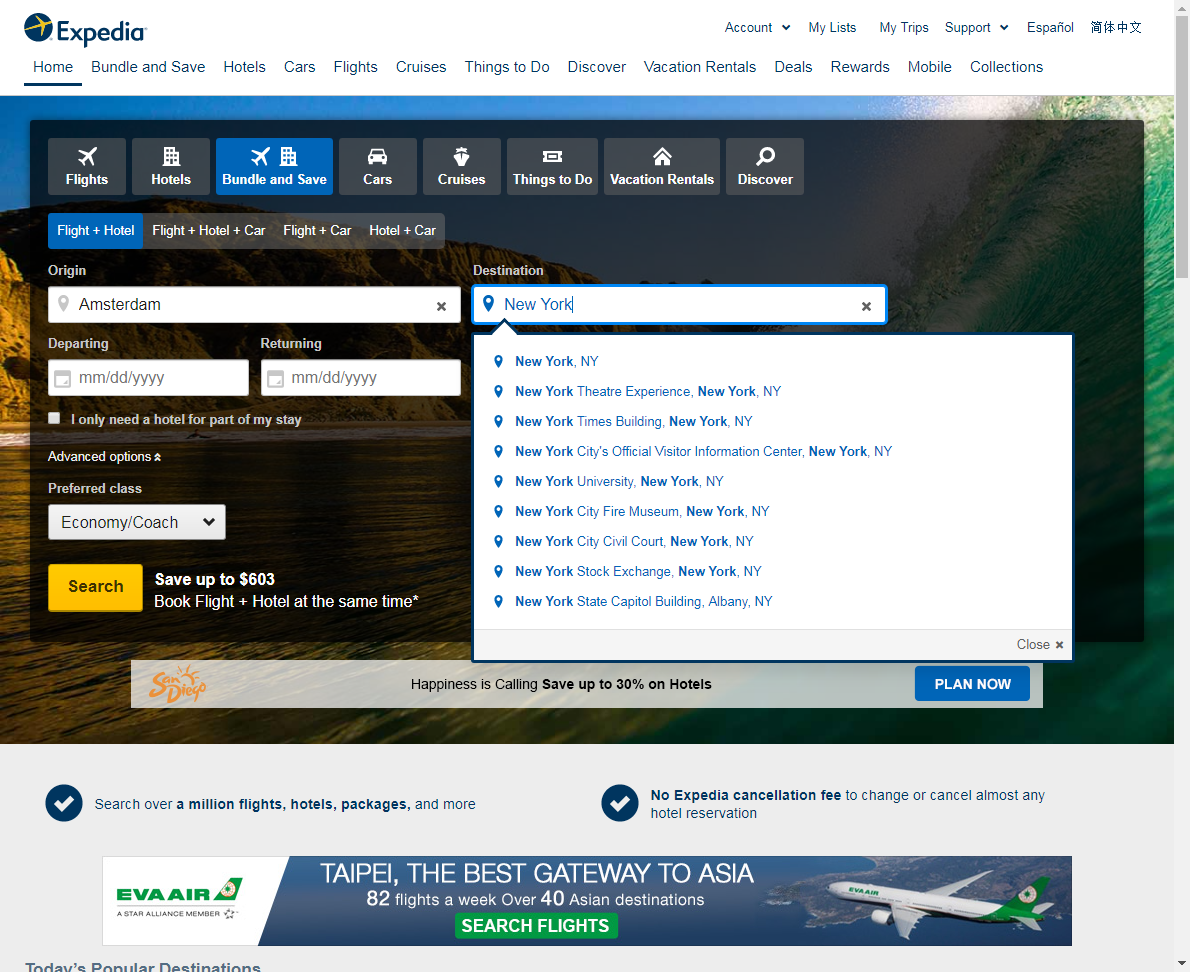 Expedia
Account My Lists My Trips Support Español 简体中文
Home Bundle and Save Hotels Cars Flights Cruises Things to Do Discover Vacation Rentals Deals Rewards Mobile Collections
Flights Hotels Bundle and Save Cars Cruises Things to Do Vacation Rentals Discover
Flight + Hotel Flight + Hotel + Car Flight + Car Hotel + Car
Origin Destination
Amsterdam New York
Departing Returning
mm/dd/yyyy mm/dd/yyyy
I only need a hotel for part of my stay
Advanced options
Preferred class
Economy/Coach
Search
Save up to $603
Book Flight + Hotel at the same time*
New York, NY
New York Theatre Experience, New York, NY
New York Times Building, New York, NY
New York City's Official Visitor Information Center, New York, NY
New York University, New York, NY
New York City Fire Museum, New York, NY
New York City Civil Court, New York, NY
New York Stock Exchange, New York, NY
New York State Capitol Building, Albany, NY
Close
San Diego
Happiness is Calling Save up to 30% on Hotels
PLAN NOW
Search over a million flights, hotels, packages, and more
No Expedia cancellation fee to change or cancel almost any
hotel reservation
EVA AIR
A STAR ALLIANCE MEMBER
TAIPEI, THE BEST GATEWAY TO ASIA
82 flights a week Over 40 Asian destinations
SEARCH FLIGHTS
EVA AIR
Today's Popular Destinations